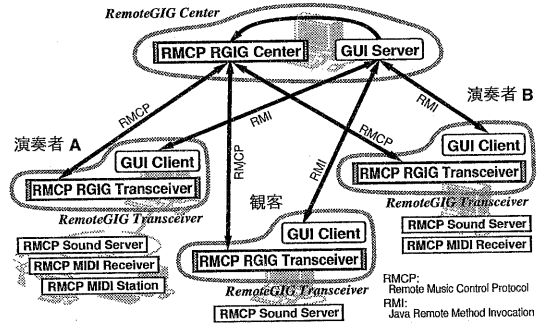 RemoteGIG Center
RMCP RGIG Center
GUI Server
RMCP
RMI
RMCP
RMI
RMCP
RMI
演奏者 A
GUI Client
RMCP RGIG Transceiver
RemoteGIG Transceiver
RMCP Sound Server
RMCP MIDI Receiver
RMCP MIDI Station
観客
GUI Client
RMCP RGIG Transceiver
RemoteGIG Transceiver
RMCP Sound Server
演奏者 B
GUI Client
RMCP RGIG Transceiver
RemoteGIG Transceiver
RMCP Sound Server
RMCP MIDI Receiver
RMCP:
Remote Music Control Protocol
RMI:
Java Remote Method Invocation